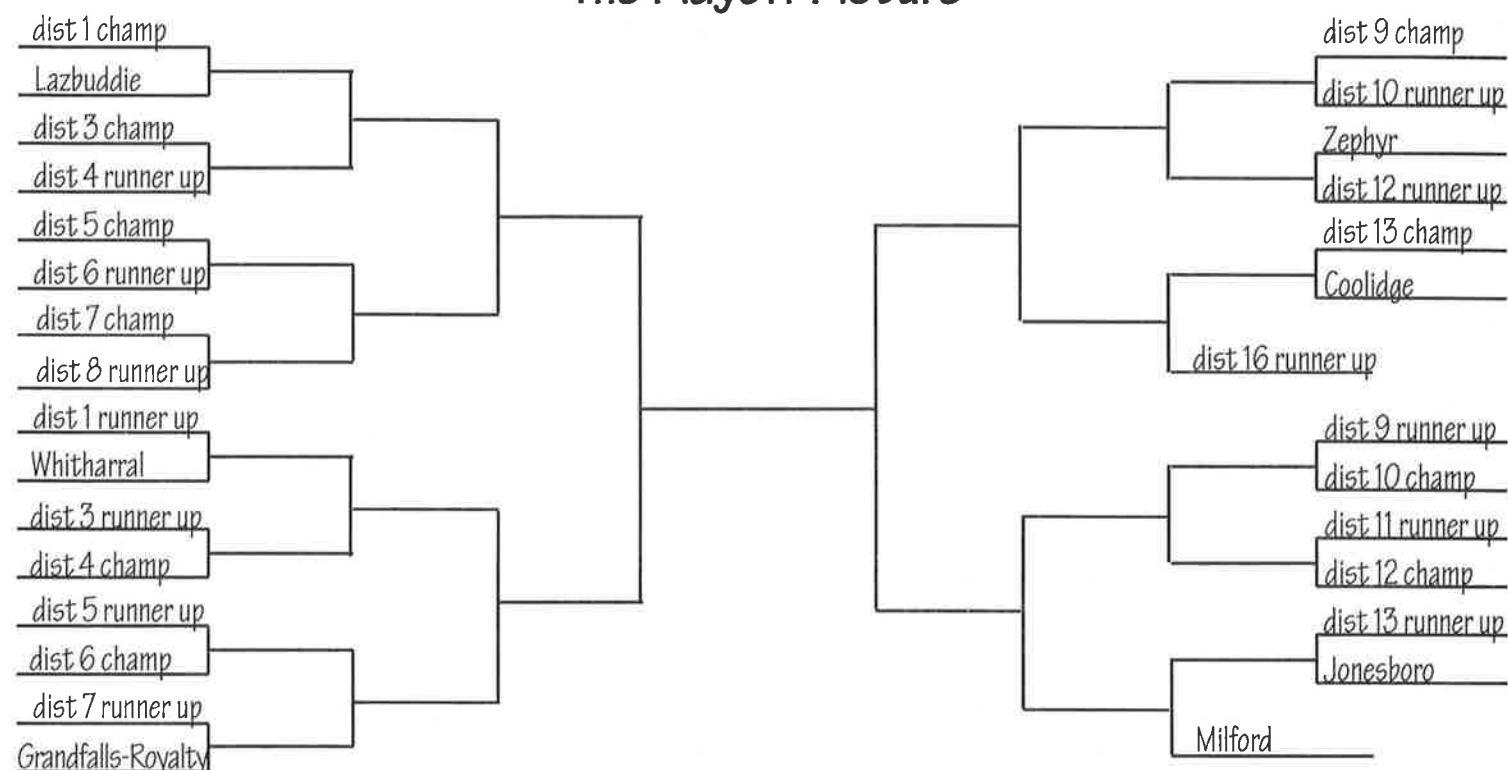 The Playoff Picture
dist 1 champ
Lazbuddie
dist 3 champ
dist 4 runner up
dist 5 champ
dist 6 runner up
dist 7 champ
dist 8 runner up
dist 1 runner up
Whitharral
dist 3 runner up
dist 4 champ
dist 5 runner up
dist 6 champ
dist 7 runner up
Grandfalls-Royalty
dist 9 champ
dist 10 runner up
Zephyr
dist 12 runner up
dist 13 champ
Coolidge
dist 16 runner up
dist 9 runner up
dist 10 champ
dist 11 runner up
dist 12 champ
dist 13 runner up
Jonesboro
Milford